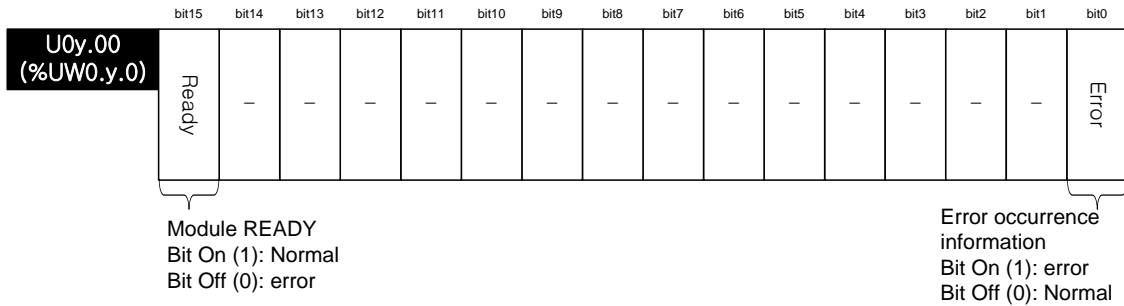 bit15 bit14 bit13 bit12 bit11 bit10 bit9 bit8 bit7 bit6 bit5 bit4 bit3 bit2 bit1 bit0
U0y.00
(%UW0.y.0)
Ready – – – – – – – – – – – – – – Error
Module READY
Bit On (1): Normal
Bit Off (0): error
Error occurrence
information
Bit On (1): error
Bit Off (0): Normal